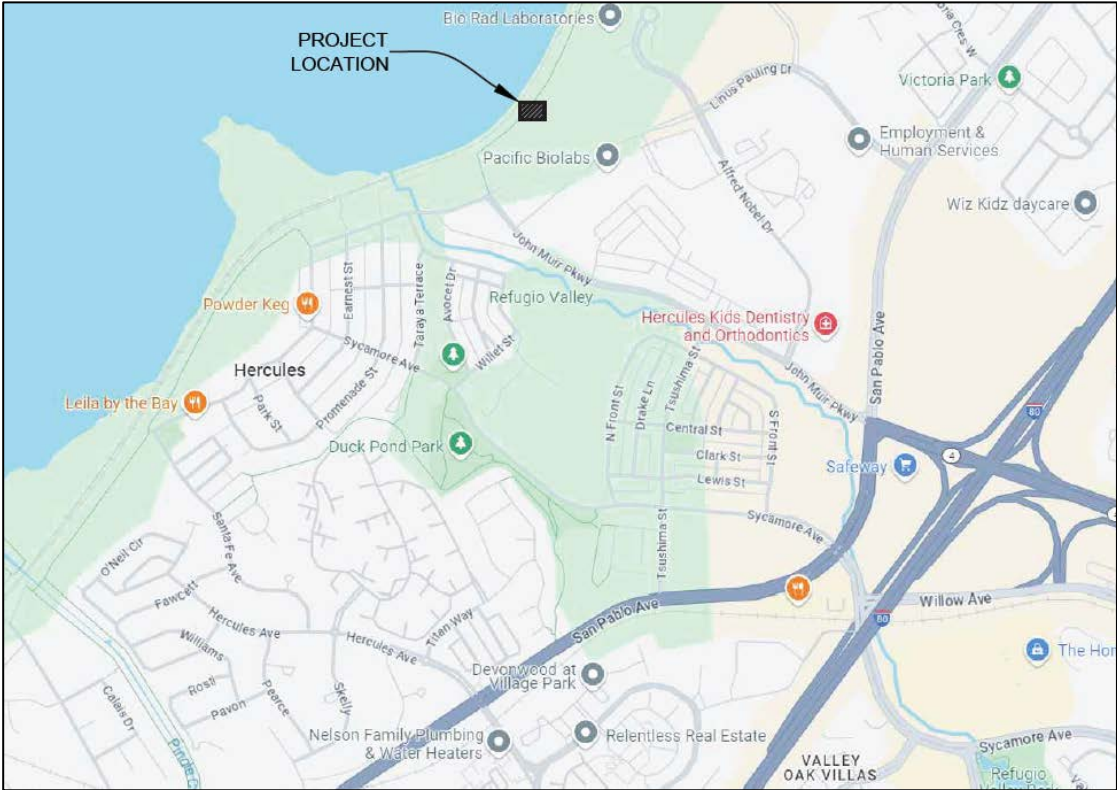 Bio Rad Laboratories
PROJECT
LOCATION
Linus Pauling Dr
Victoria Park
Employment &
Human Services
Pacific Biolabs
Alfred Nobel Dr
Wiz Kidz daycare
John Muir Pkwy
Powder Keg
Earnest St
Taraya Terrace
Avocet Dr
Refugio Valley
Hercules Kids Dentistry
and Orthodontics
San Pablo Ave
Sycamore Ave
Willet St
Hercules
John Muir Pkwy
80
Leila by the Bay
Park St
Promenade St
N Front St
Drake Ln
Tsushima St
S Front St
Central St
Duck Pond Park
Clark St
4
Safeway
Lewis St
Sycamore Ave
Santa Fe Ave
O'Neil Cir
Tsushima St
Fawcett
Hercules Ave
Titan Way
San Pablo Ave
Willow Ave
80
Williams
Hercules Ave
The Hor
Rosti
Pearce
Skelly
Devonwood at
Village Park
Calais Dr
Pavon
Nelson Family Plumbing
& Water Heaters
Relentless Real Estate
Sycamore Ave
VALLEY
OAK VILLAS
Refugio